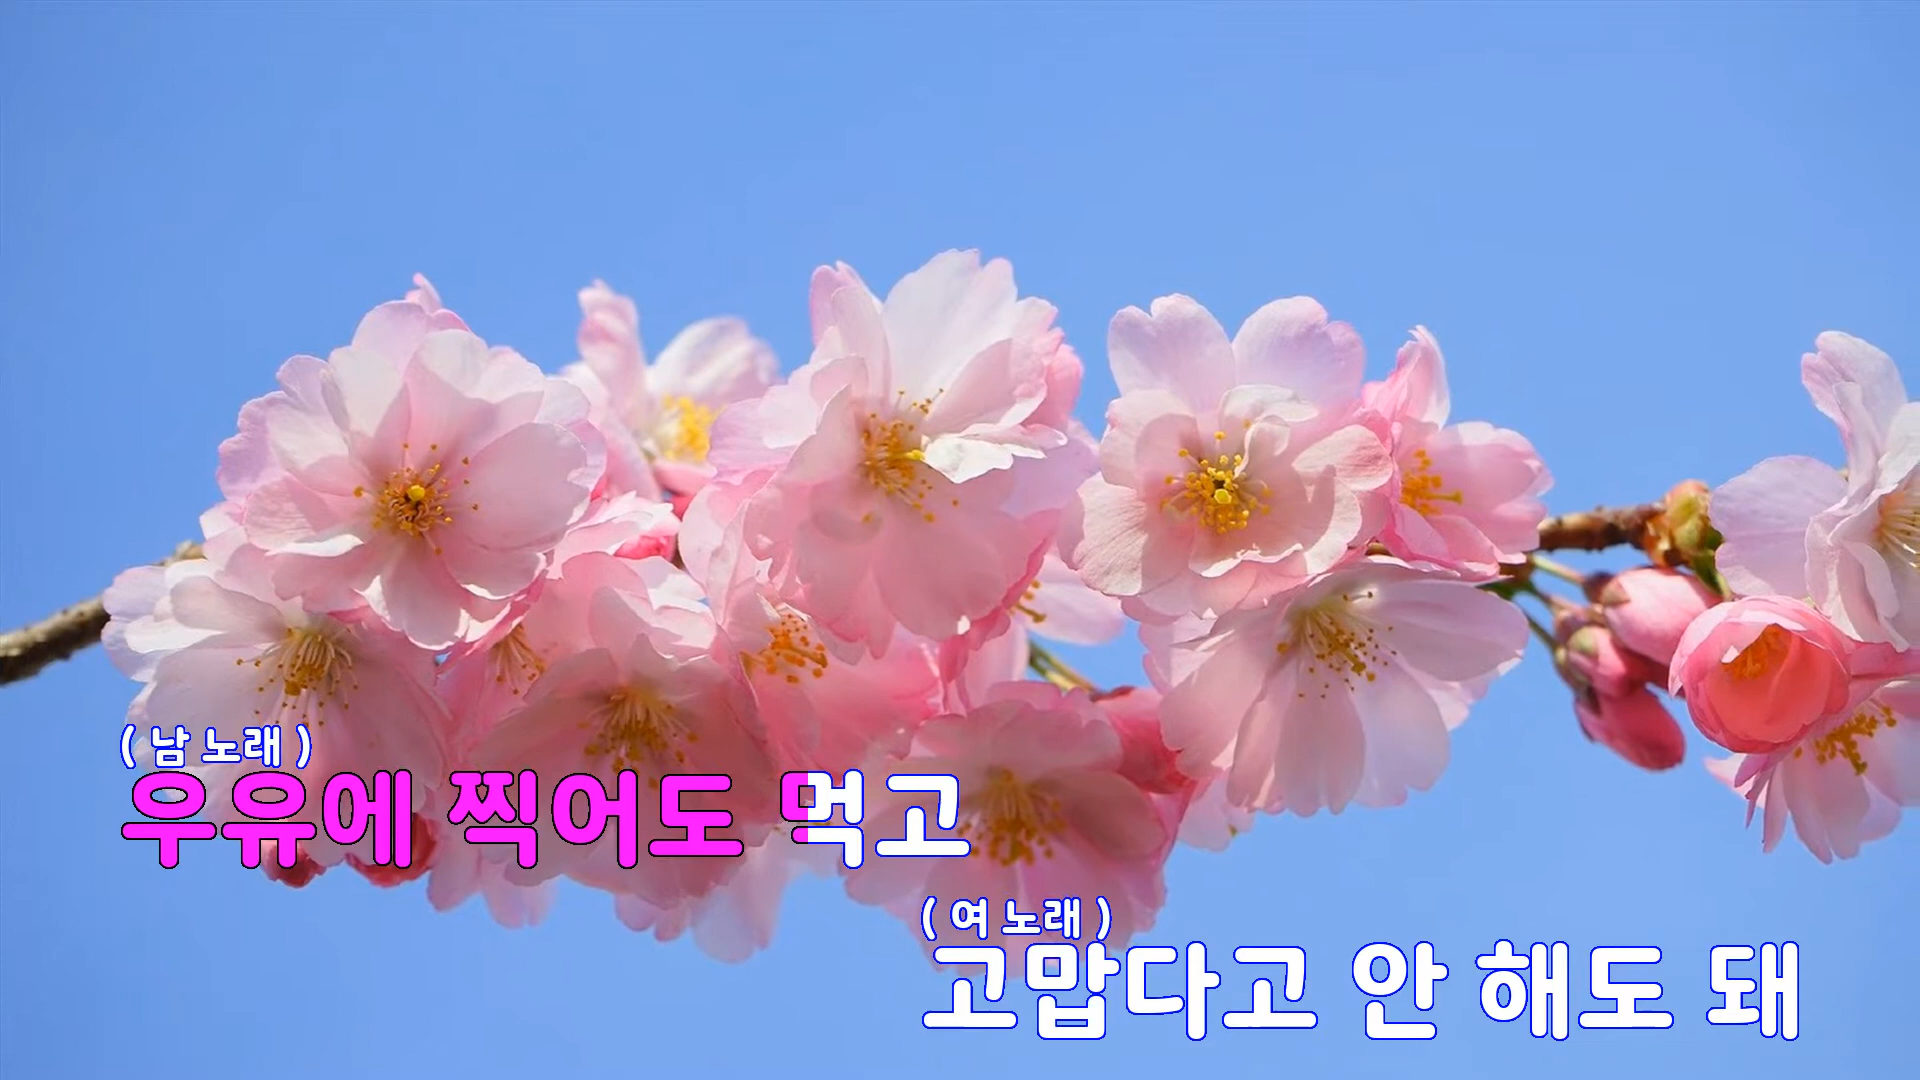 ( 남 노래 )
우유에 찍어도 먹고
( 여 노래 )
고맙다고 안 해도 돼